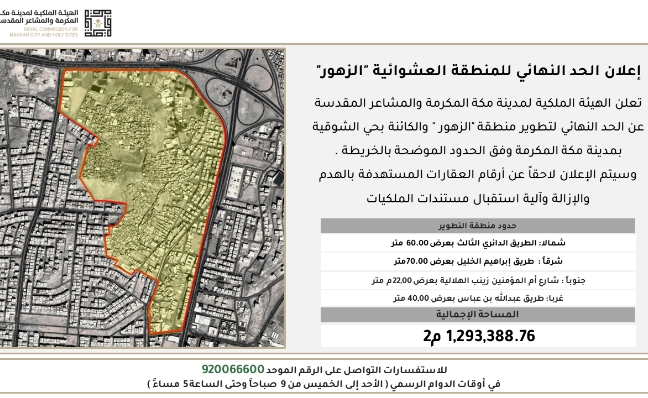 الهيئة الملكية لمدينة مكة
المكرمة والمشاعر المقدسة
ROYAL COMMISSION FOR
MAKKAH CITY AND HOLY SITES
إعلان الحد النهائي للمنطقة العشوائية "الزهور"
تعلن الهيئة الملكية لمدينة مكة المكرمة والمشاعر المقدسة
عن الحد النهائي لتطوير منطقة "الزهور " والكائنة بحي الشوقية
بمدينة مكة المكرمة وفق الحدود الموضحة بالخريطة .
وسيتم الإعلان لاحقاً عن أرقام العقارات المستهدفة بالهدم
والإزالة وآلية استقبال مستندات الملكيات
حدود منطقة التطوير
شمالا: الطريق الدائري الثالث بعرض 60.00 متر
شرقاً : طريق إبراهيم الخليل بعرض 70.00متر
جنوباً : شارع أم المؤمنين زينب الهلالية بعرض 22,00م متر
غربا: طريق عبدالله بن عباس بعرض 40,00 متر
المساحة الإجمالية
1,293,388.76 م2
للاستفسارات التواصل على الرقم الموحد 920066600
في أوقات الدوام الرسمي ( الأحد إلى الخميس من 9 صباحاً وحتى الساعة5 مساءً )